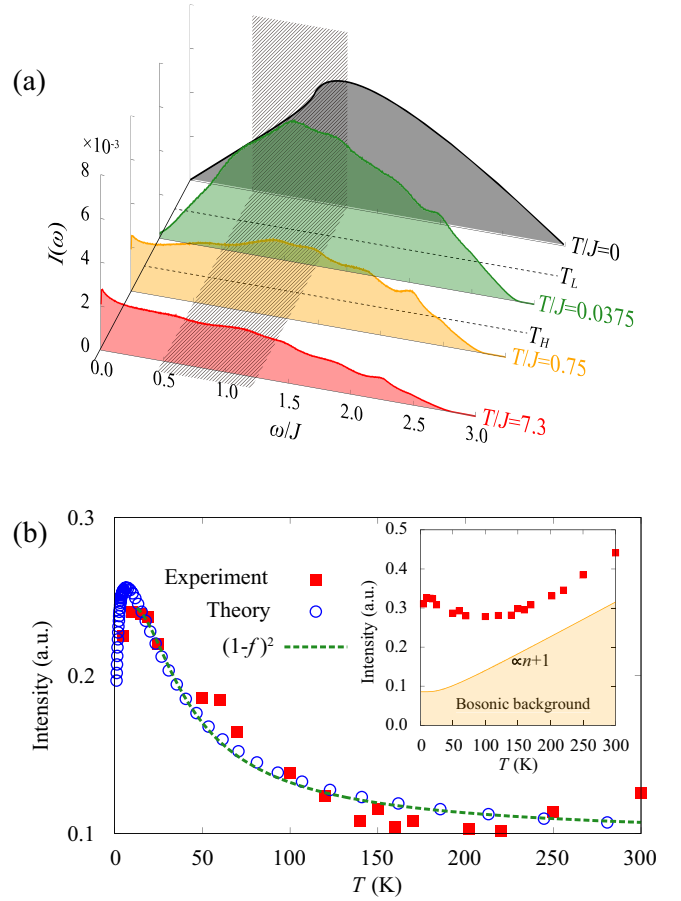 (a)
×10⁻³
8
6
4
2
0
I(ω)
0.0
0.5
1.0
1.5
2.0
2.5
3.0
ω/J
T/J=0
T_L
T/J=0.0375
T_H
T/J=0.75
T/J=7.3
(b)
0.3
0.2
0.1
Intensity (a.u.)
Experiment
Theory
(1-f)²
0 50 100 150 200 250 300
T (K)
0.5
0.4
0.3
0.2
0.1
0.0
Intensity (a.u.)
∝n+1
Bosonic background
0 50 100 150 200 250 300
T (K)